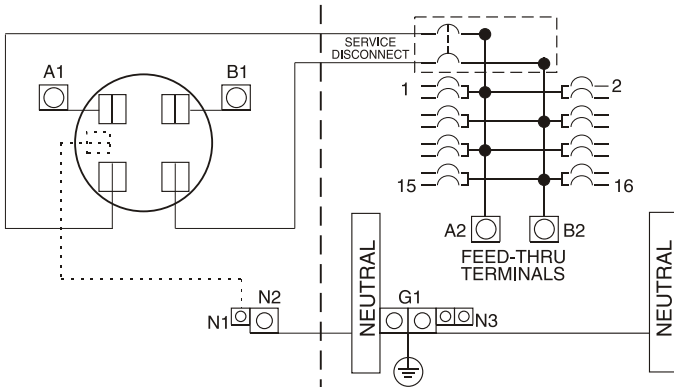 SERVICE
DISCONNECT
A1
B1
1
2
15
16
A2
B2
FEED-THRU
TERMINALS
NEUTRAL
NEUTRAL
N2
G1
N1
N3